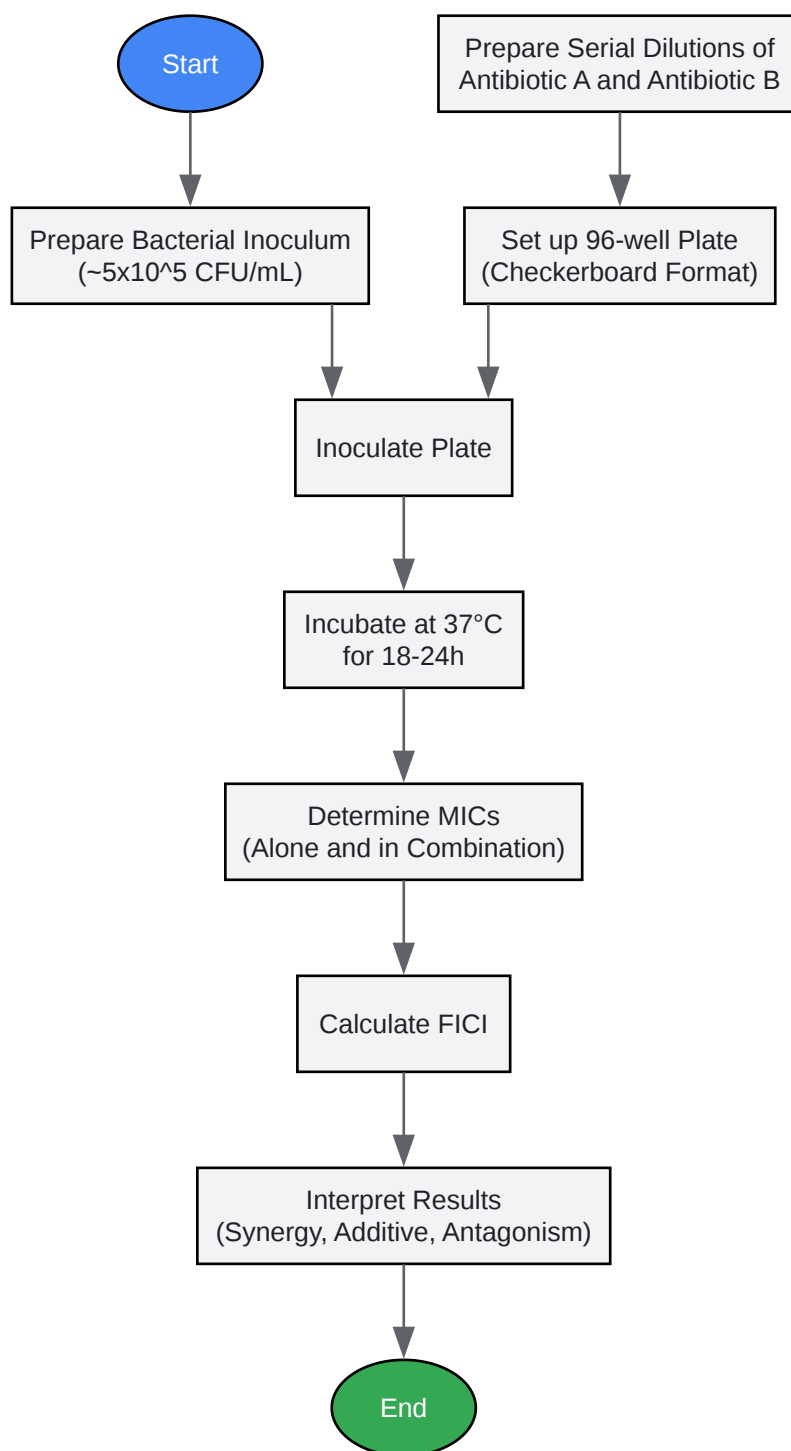 Start
Prepare Serial Dilutions of
Antibiotic A and Antibiotic B
Prepare Bacterial Inoculum
(~5x10^5 CFU/mL)
Set up 96-well Plate
(Checkerboard Format)
Inoculate Plate
Incubate at 37°C
for 18-24h
Determine MICs
(Alone and in Combination)
Calculate FICI
Interpret Results
(Synergy, Additive, Antagonism)
End